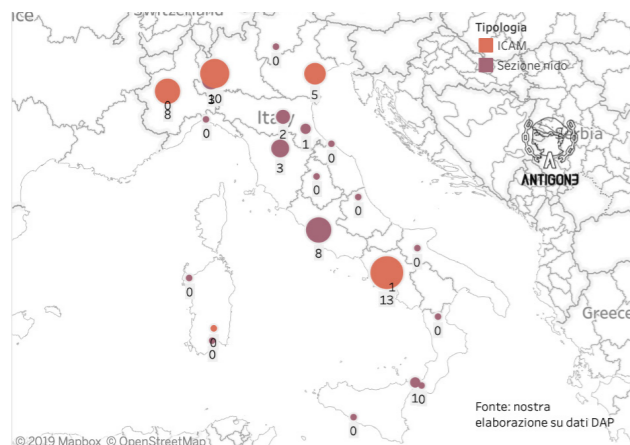 Switzerland
nce
Tipologia
ICAM
Sezione nido
0
5
0
8
0
Italy
2
1
0
3
0
0
Serbia
ANTIGONE
8
0
1
13
0
0
Greece
0
0
0
10
0
Fonte: nostra
elaborazione su dati DAP
© 2019 Mapbox © OpenStreetMap